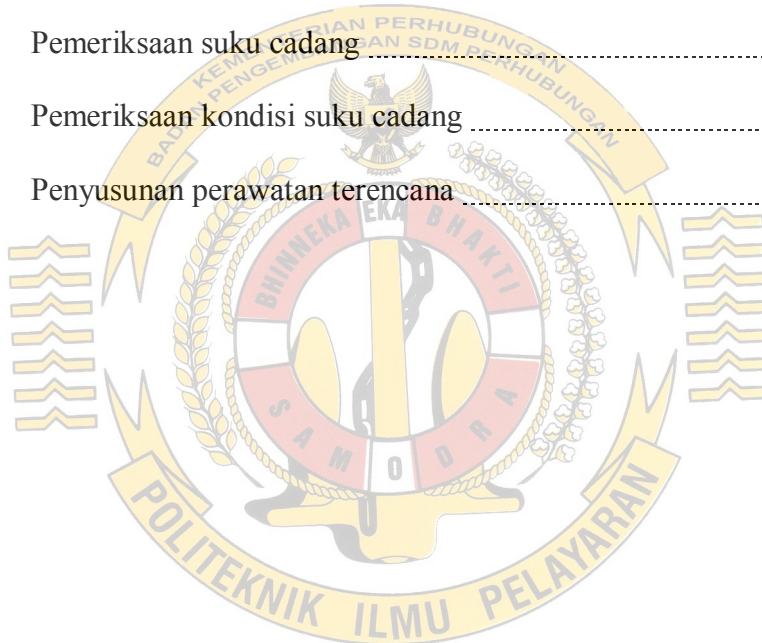 Pemeriksaan suku cadang
Pemeriksaan kondisi suku cadang
Penyusunan perawatan terencana
KEMENTERIAN PERHUBUNGAN
BADAN PENGEMBANGAN SDM PERHUBUNGAN
BHINNEKA EKA BHAKTI
SAMODRA
POLITEKNIK ILMU PELAYARAN